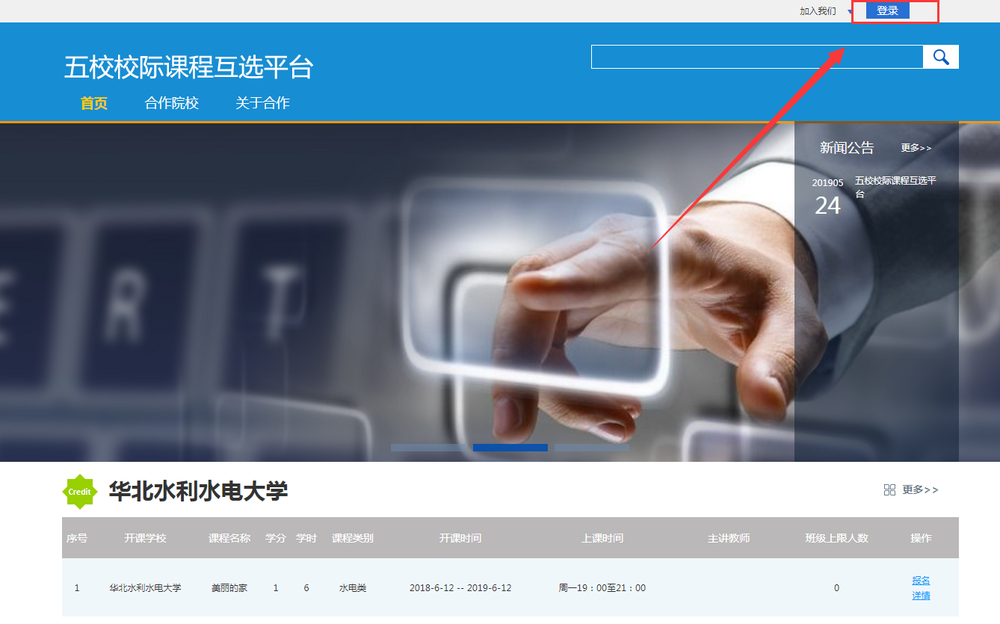 加入我们
登录
五校校际课程互选平台
首页 合作院校 关于合作
新闻公告 更多>>
201905
24
五校校际课程互选平
台
R T
Credit
华北水利水电大学
更多>>
序号 开课学校 课程名称 学分 学时 课程类别 开课时间 上课时间 主讲教师 班级上限人数 操作
1 华北水利水电大学 美丽的家 1 6 水电类 2018-6-12 -- 2019-6-12 周一19：00至21：00 0 报名
详情